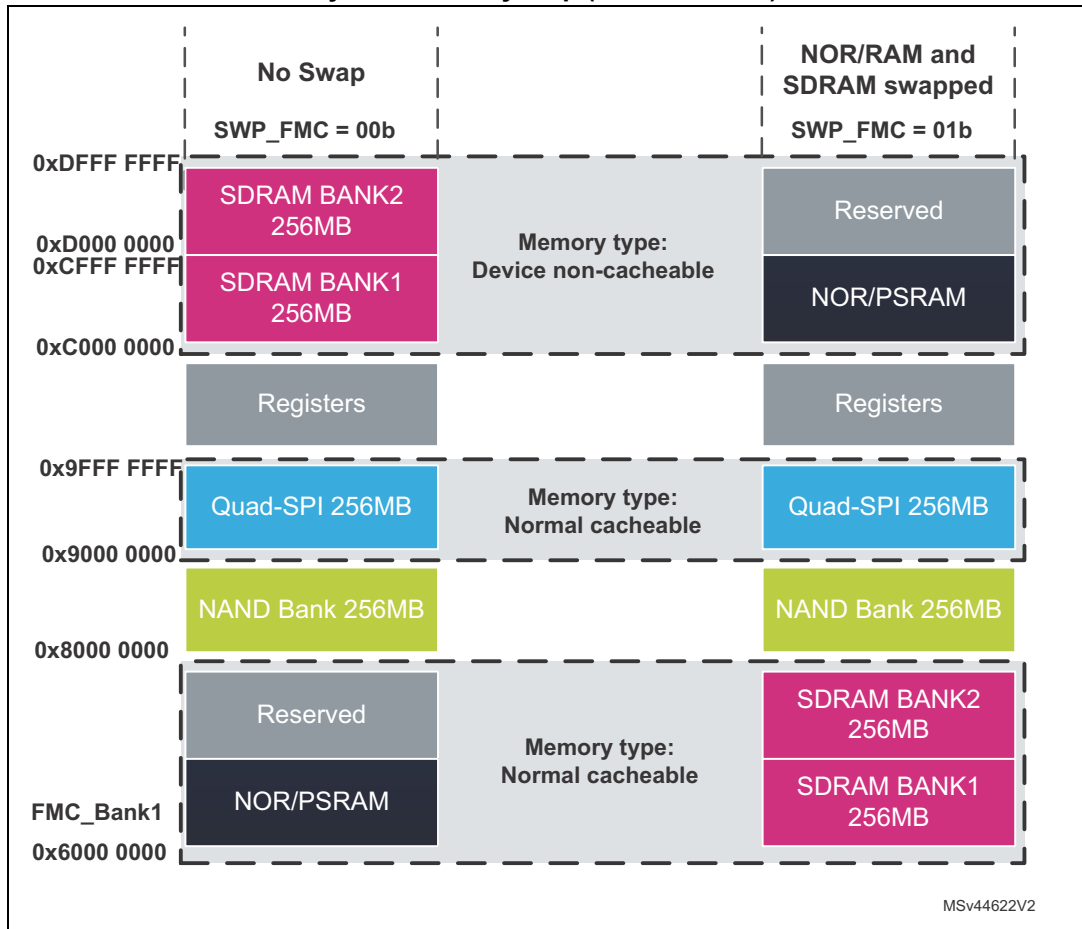 No Swap
NOR/RAM and
SDRAM swapped
SWP_FMC = 00b
SWP_FMC = 01b
0xDFFF FFFF
SDRAM BANK2
256MB
Reserved
0xD000 0000
Memory type:
Device non-cacheable
0xCFFF FFFF
SDRAM BANK1
256MB
NOR/PSRAM
0xC000 0000
Registers
Registers
0x9FFF FFFF
Quad-SPI 256MB
Memory type:
Normal cacheable
Quad-SPI 256MB
0x9000 0000
NAND Bank 256MB
NAND Bank 256MB
0x8000 0000
Reserved
SDRAM BANK2
256MB
Memory type:
Normal cacheable
NOR/PSRAM
SDRAM BANK1
256MB
FMC_Bank1
0x6000 0000
MSv44622V2